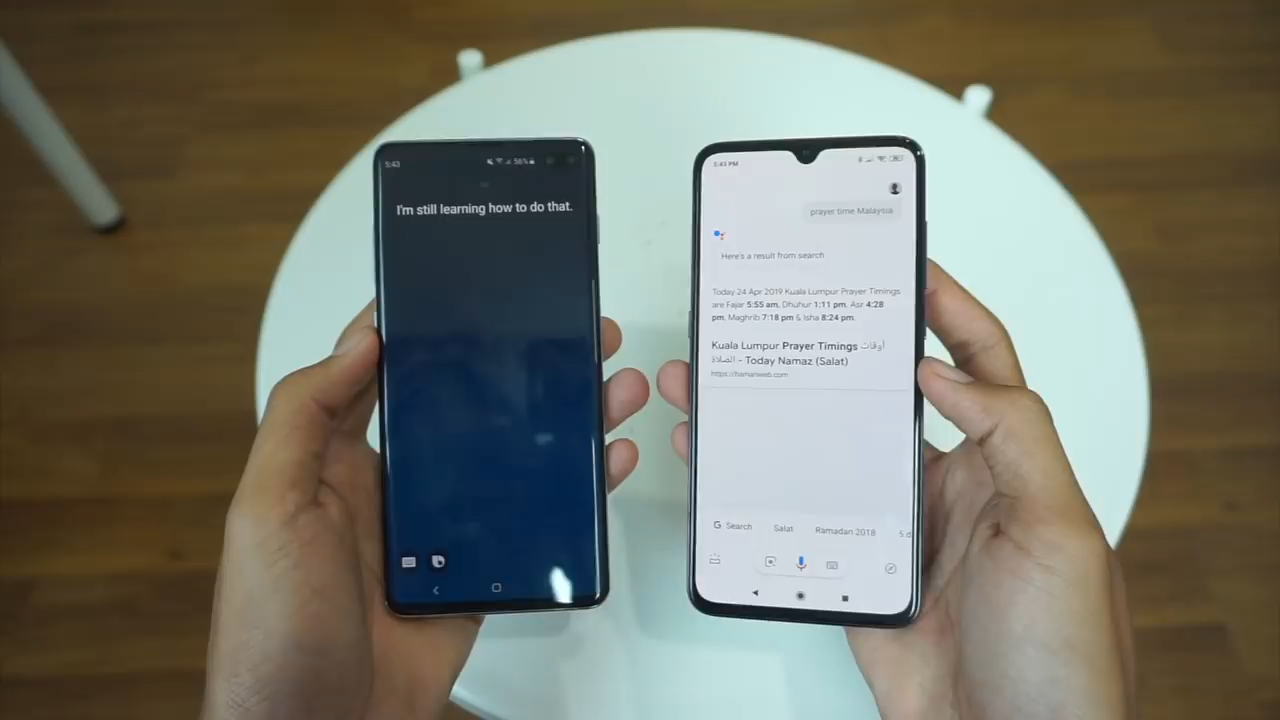 5:43
56%
I'm still learning how to do that.
5:43 PM
prayer time Malaysia
Here's a result from search
Today 24 Apr 2019 Kuala Lumpur Prayer Timings
are Fajar 5:55 am, Dhuhur 1:11 pm, Asr 4:28
pm, Maghrib 7:18 pm & Isha 8:24 pm.
Kuala Lumpur Prayer Timings أوقات
الصلاة - Today Namaz (Salat)
https://hamariweb.com
G Search
Salat
Ramadan 2018
5:d